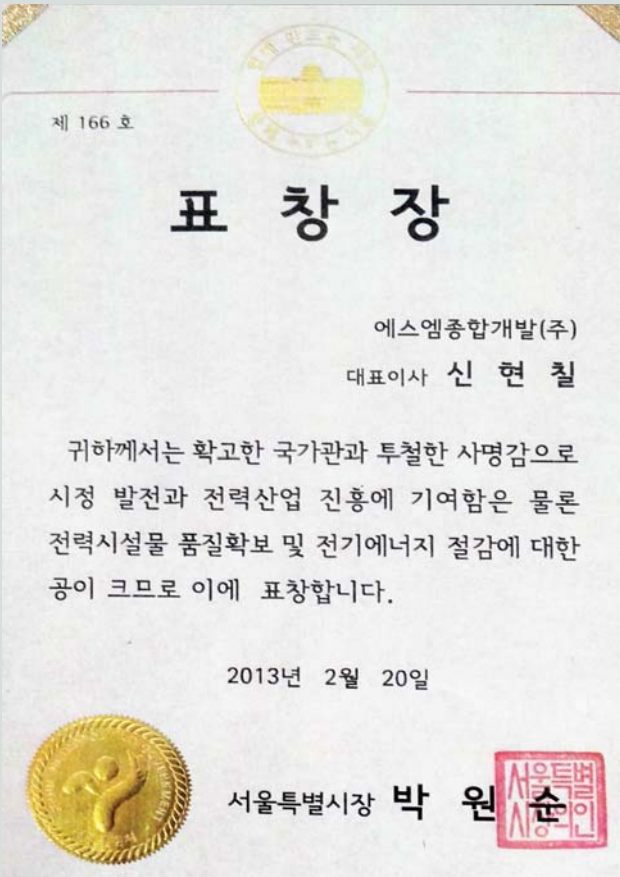 제 166 호
표 창 장
에스엠종합개발(주)
대표이사 신 현 칠
귀하께서는 확고한 국가관과 투철한 사명감으로
시정 발전과 전력산업 진흥에 기여함은 물론
전력시설물 품질확보 및 전기에너지 절감에 대한
공이 크므로 이에 표창합니다.
2013년 2월 20일
서울특별시장 박 원 순
서울특별
시장의인